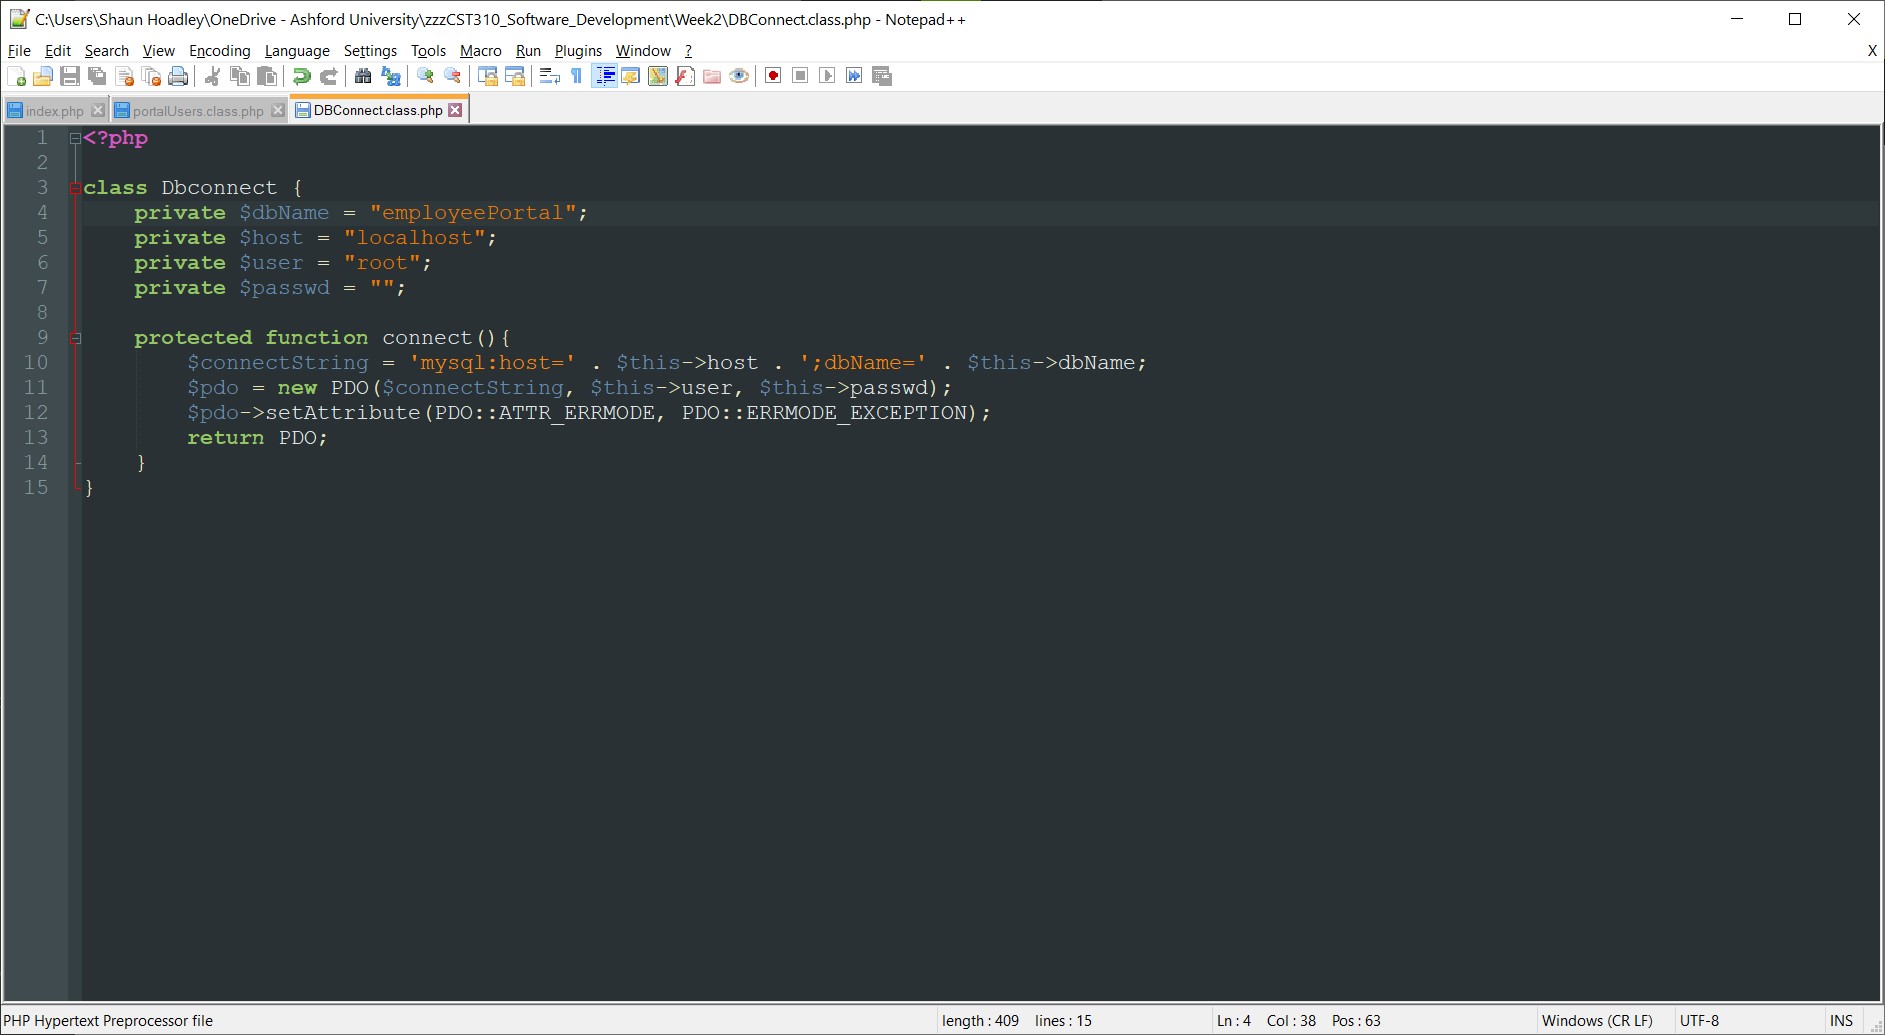 C:\Users\Shaun Hoadley\OneDrive - Ashford University\zzzCST310_Software_Development\Week2\DBConnect.class.php - Notepad++
File Edit Search View Encoding Language Settings Tools Macro Run Plugins Window ? X
index.php portalUsers.class.php DBConnect.class.php
1 <?php
2
3 class Dbconnect {
4     private $dbName = "employeePortal";
5     private $host = "localhost";
6     private $user = "root";
7     private $passwd = "";
8
9     protected function connect(){
10         $connectString = 'mysql:host=' . $this->host . ';dbName=' . $this->dbName;
11         $pdo = new PDO($connectString, $this->user, $this->passwd);
12         $pdo->setAttribute(PDO::ATTR_ERRMODE, PDO::ERRMODE_EXCEPTION);
13         return PDO;
14     }
15 }
PHP Hypertext Preprocessor file length : 409 lines : 15 Ln : 4 Col : 38 Pos : 63 Windows (CR LF) UTF-8 INS